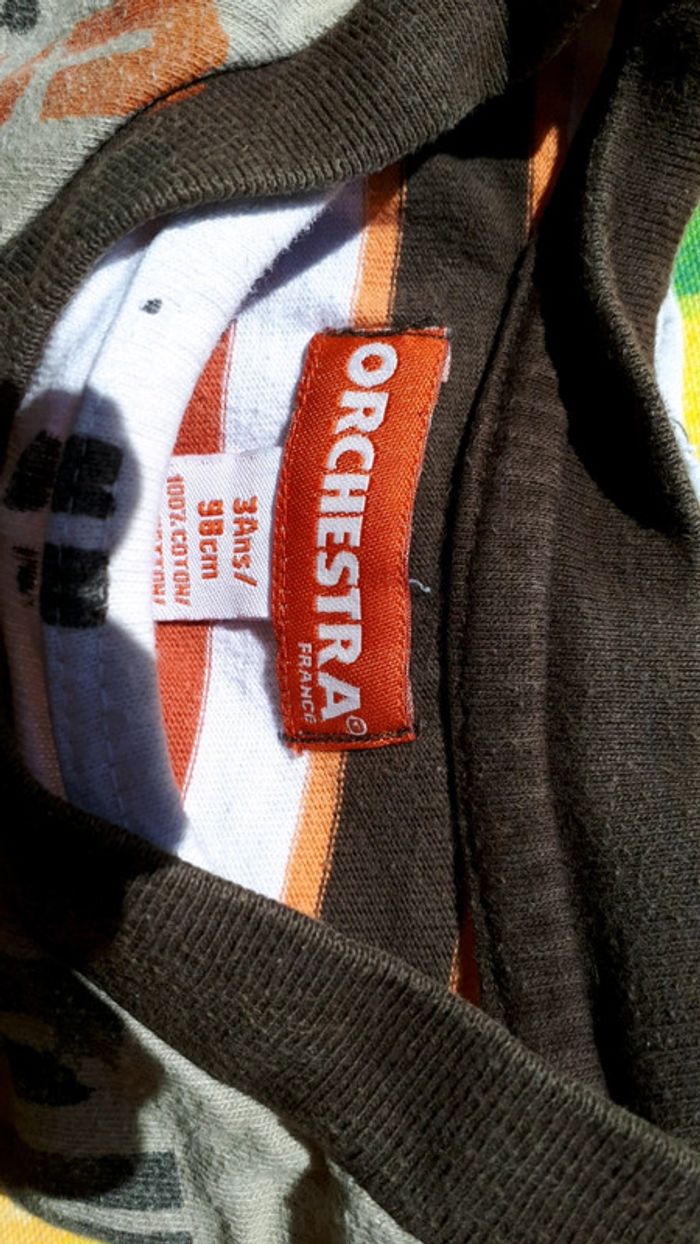 ORCHESTRA®
FRANCE
3Ans/
98cm
100% COTON/